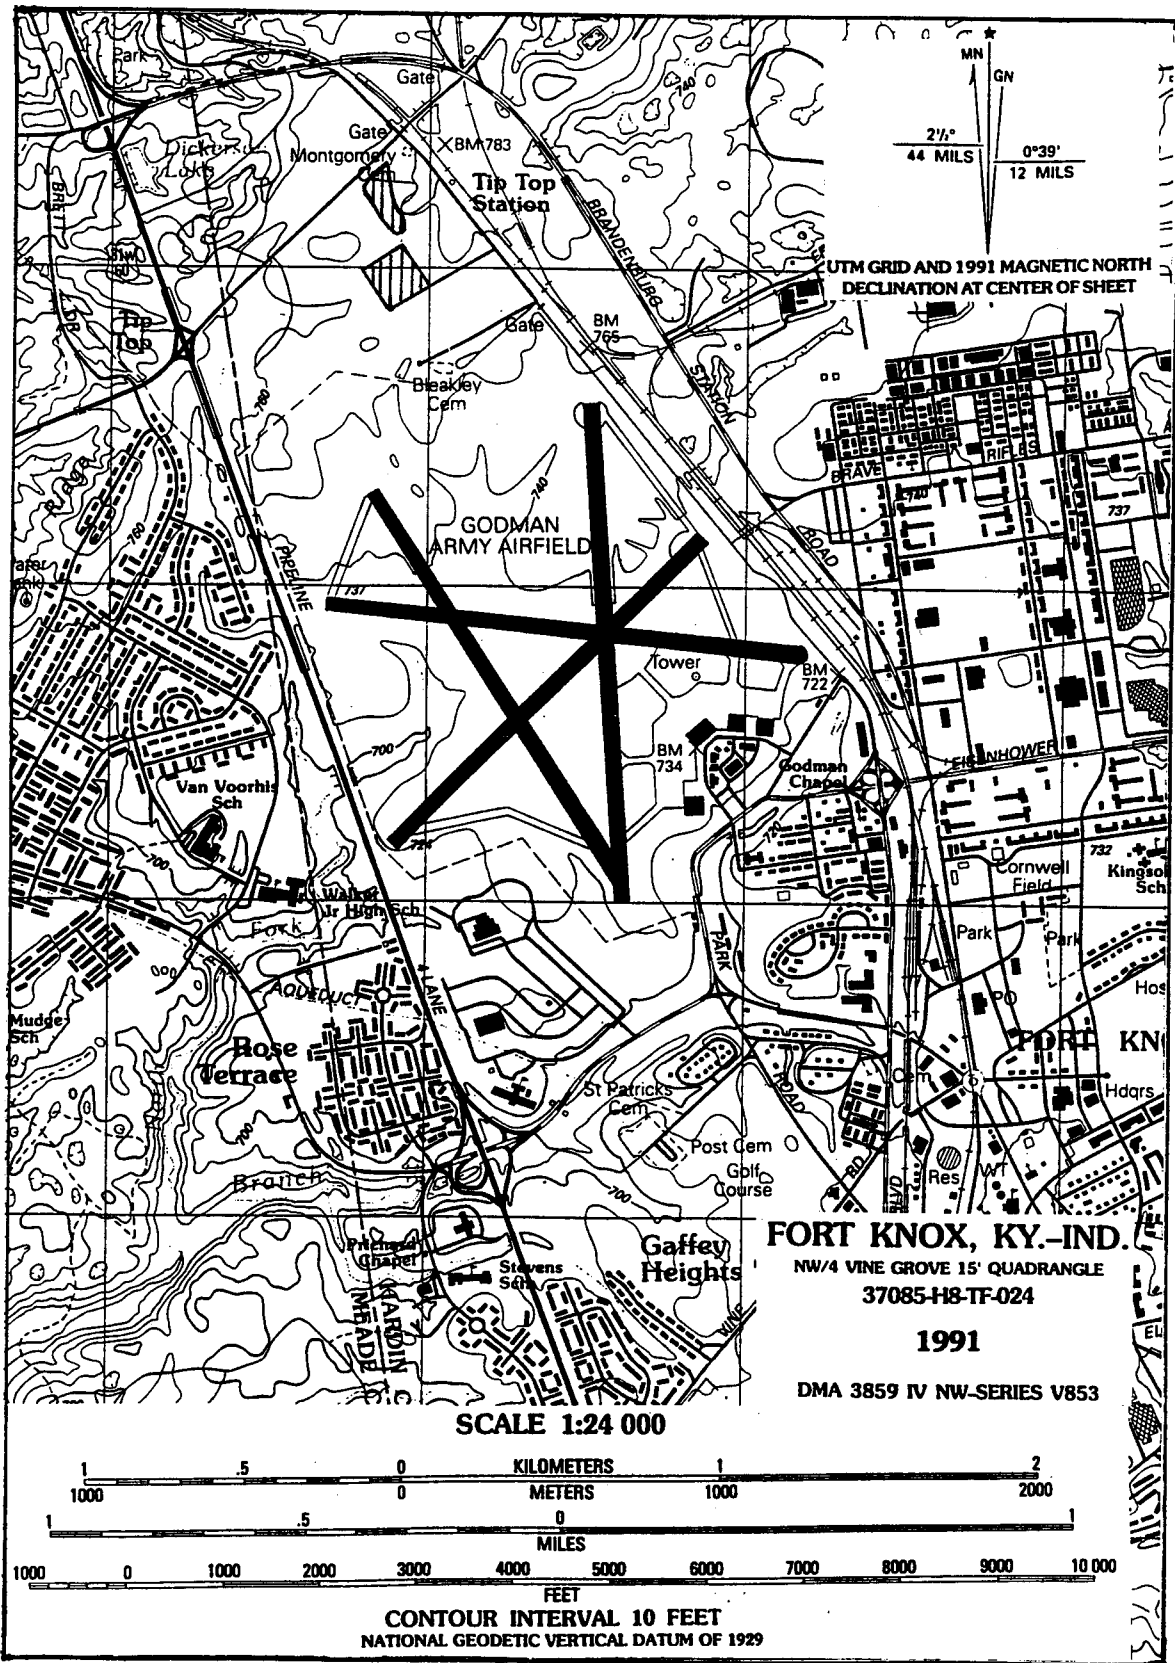 Park
Gate
740
MN
GN
2½°
44 MILS
0°39'
12 MILS
UTM GRID AND 1991 MAGNETIC NORTH
DECLINATION AT CENTER OF SHEET
Gate
Montgomery
Cem
BM 783
Tip Top
Station
BRANDENBURG
STATION
ROAD
Tip
Top
760
Gate
BM
765
Bleakley
Cem
740
GODMAN
ARMY AIRFIELD
BRAVE
RIFLES
740
737
760
PIPELINE
737
Tower
BM
722
700
BM
734
EISENHOWER
Godman
Chapel
Van Voorhis
Sch
700
724
720
732
Cornwell
Field
Sch
Walker
Jr High Sch
Fork
Park
Park
PARK
ROAD
AQUEDUCT
LANE
PO
Mudge
Sch
Rose
Terrace
FORT KN
Cem
Hdqrs
St Patricks
Cem
Post Cem
Golf
Course
700
700
Branch
RD
BLVD
Res
WT
Prichard
Chapel
Stevens
Sch
Gaffey
Heights
HARDIN C
MEADE C
VINE
FORT KNOX, KY.-IND.
NW/4 VINE GROVE 15' QUADRANGLE
37085-H8-TF-024
1991
DMA 3859 IV NW-SERIES V853
SCALE 1:24 000
1 .5 0 KILOMETERS 1 2
1000 0 METERS 1000 2000
1 .5 0 1
MILES
1000 0 1000 2000 3000 4000 5000 6000 7000 8000 9000 10 000
FEET
CONTOUR INTERVAL 10 FEET
NATIONAL GEODETIC VERTICAL DATUM OF 1929